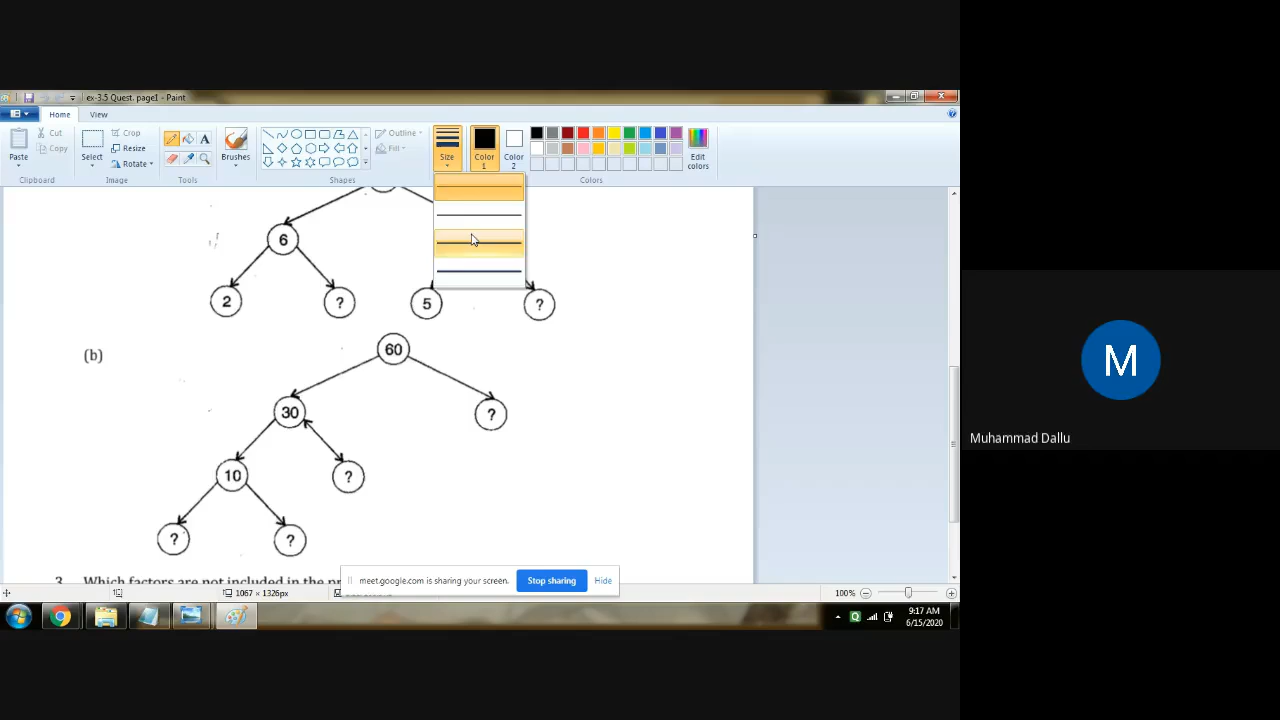 ex-3.5 Quest. page1 - Paint
Home
View
Paste
Cut
Copy
Clipboard
Select
Crop
Resize
Rotate
Image
A
Tools
Brushes
Outline
Fill
Shapes
Size
Color 1
Color 2
Edit colors
Colors
6
2
?
5
?
(b)
60
30
?
10
?
?
?
3. Which factors are not included in the pr
meet.google.com is sharing your screen.
Stop sharing
Hide
1067 × 1326px
100%
9:17 AM
6/15/2020
M
Muhammad Dallu